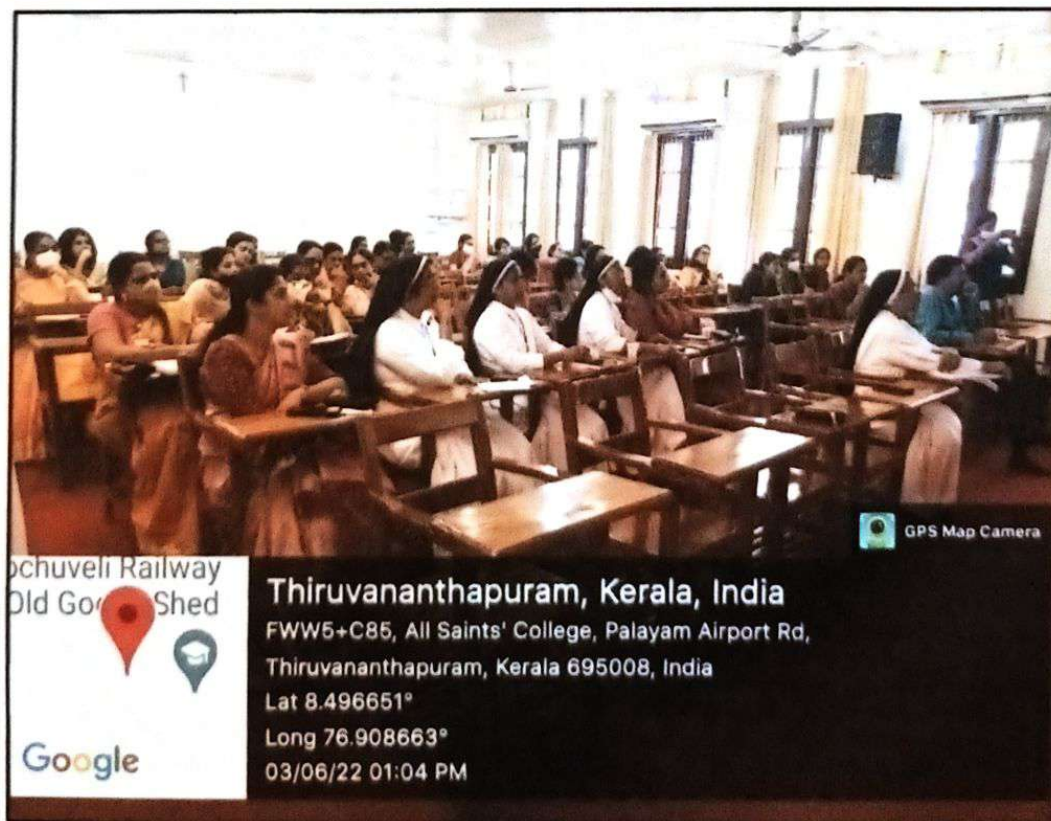 GPS Map Camera
ochuveli Railway
Old Goo Shed
Google
Thiruvananthapuram, Kerala, India
FWW5+C85, All Saints' College, Palayam Airport Rd,
Thiruvananthapuram, Kerala 695008, India
Lat 8.496651°
Long 76.908663°
03/06/22 01:04 PM